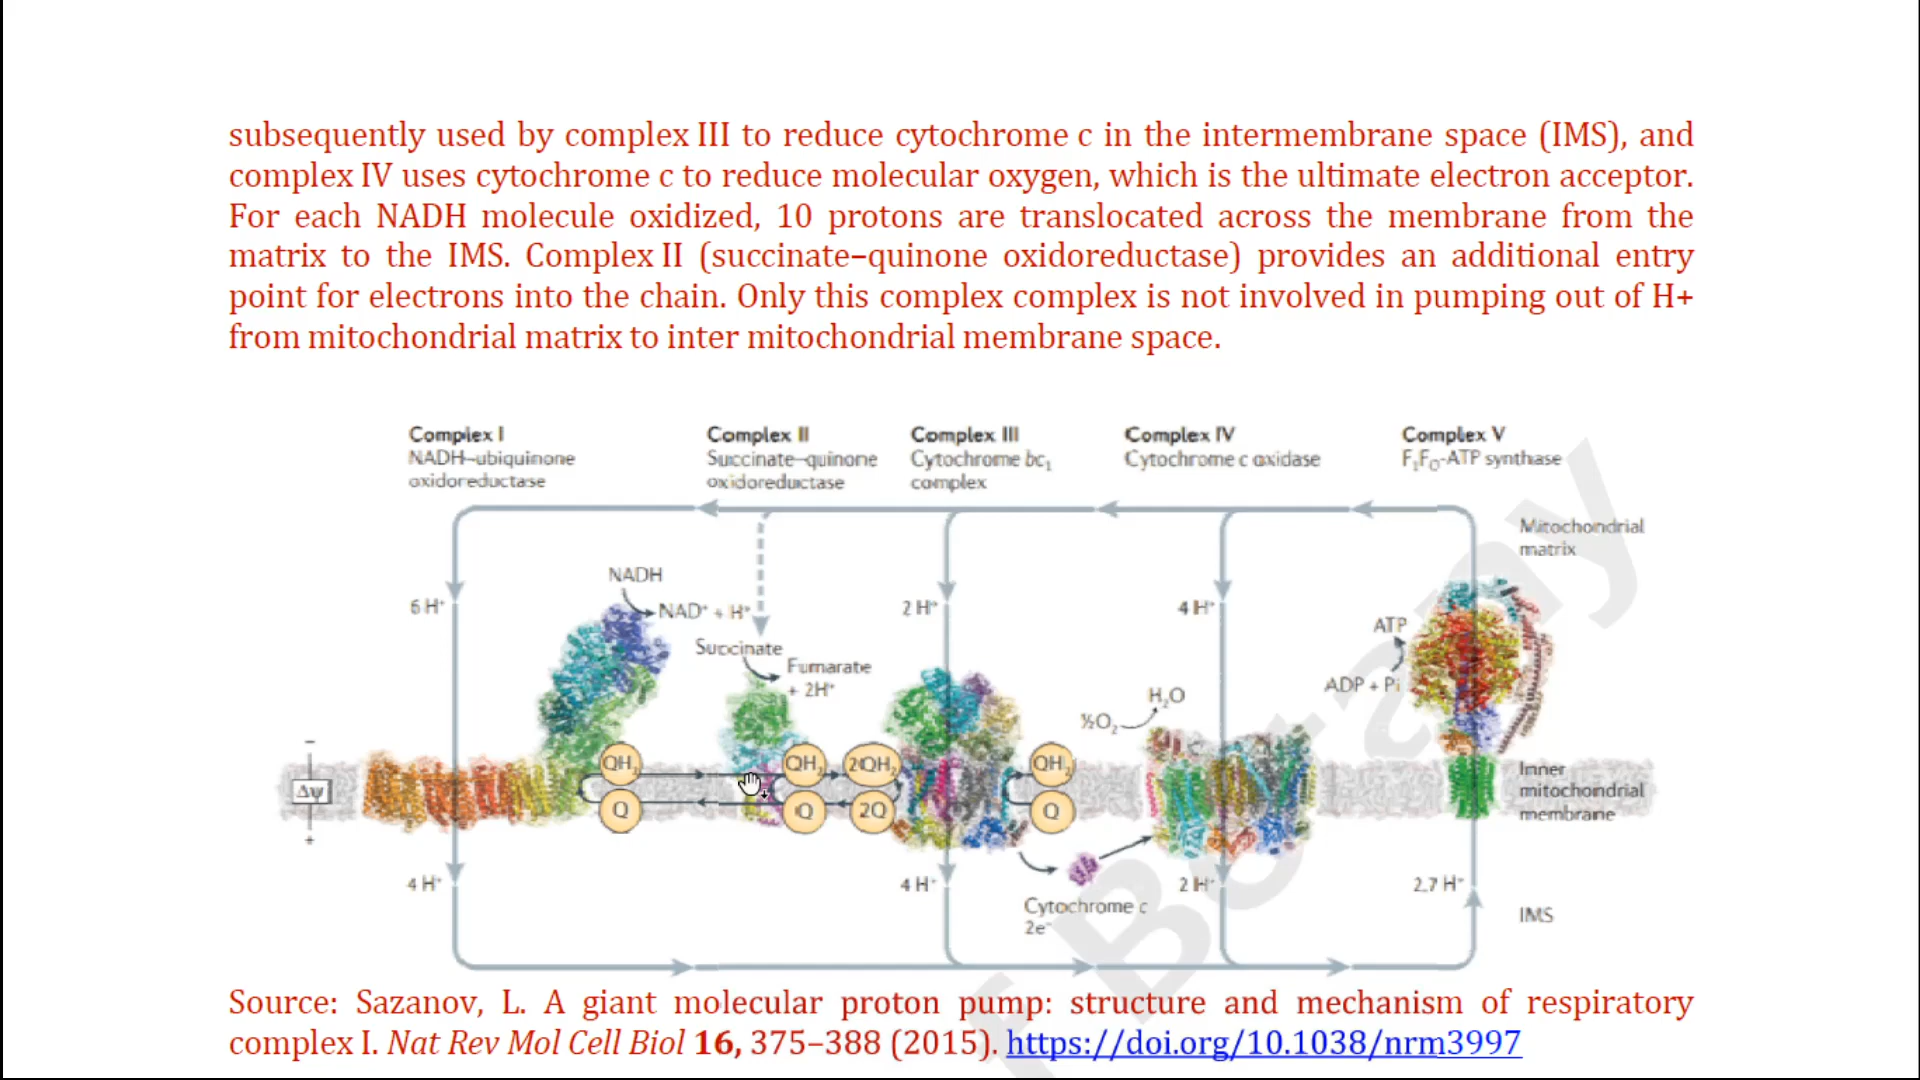 subsequently used by complex III to reduce cytochrome c in the intermembrane space (IMS), and
complex IV uses cytochrome c to reduce molecular oxygen, which is the ultimate electron acceptor.
For each NADH molecule oxidized, 10 protons are translocated across the membrane from the
matrix to the IMS. Complex II (succinate–quinone oxidoreductase) provides an additional entry
point for electrons into the chain. Only this complex complex is not involved in pumping out of H+
from mitochondrial matrix to inter mitochondrial membrane space.
Complex I
NADH–ubiquinone
oxidoreductase
Complex II
Succinate–quinone
oxidoreductase
Complex III
Cytochrome bc₁
complex
Complex IV
Cytochrome c oxidase
Complex V
F₁F₀-ATP synthase
Mitochondrial
matrix
NADH
NAD⁺ + H⁺
6 H⁺
2 H⁺
4 H⁺
Succinate
Fumarate
+ 2H⁺
ATP
ADP + Pi
H₂O
½O₂
QH₂
QH₂
2QH₂
QH₂
Δψ
Q
Q
2Q
Q
–
+
Inner
mitochondrial
membrane
4 H⁺
4 H⁺
2 H⁺
2.7 H⁺
Cytochrome c
2e⁻
IMS
Source: Sazanov, L. A giant molecular proton pump: structure and mechanism of respiratory
complex I. Nat Rev Mol Cell Biol 16, 375–388 (2015). https://doi.org/10.1038/nrm3997